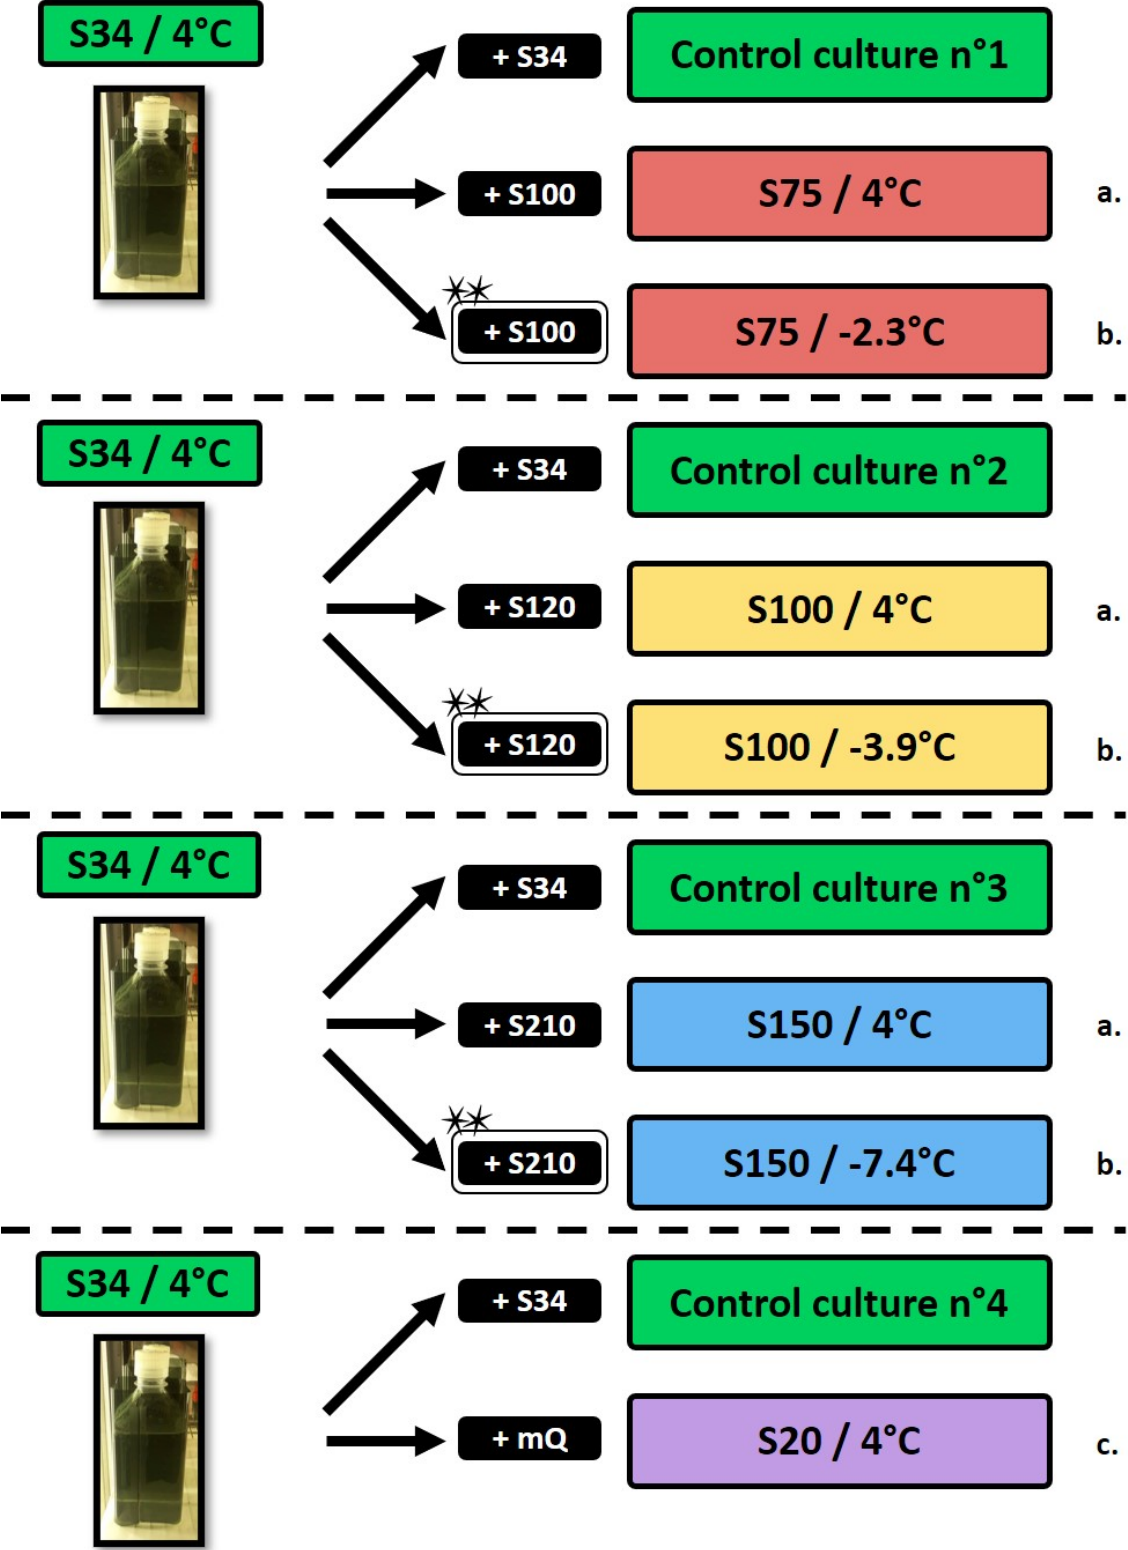 S34 / 4°C
+ S34
Control culture n°1
+ S100
S75 / 4°C
a.
+ S100
S75 / -2.3°C
b.
S34 / 4°C
+ S34
Control culture n°2
+ S120
S100 / 4°C
a.
+ S120
S100 / -3.9°C
b.
S34 / 4°C
+ S34
Control culture n°3
+ S210
S150 / 4°C
a.
+ S210
S150 / -7.4°C
b.
S34 / 4°C
+ S34
Control culture n°4
+ mQ
S20 / 4°C
c.